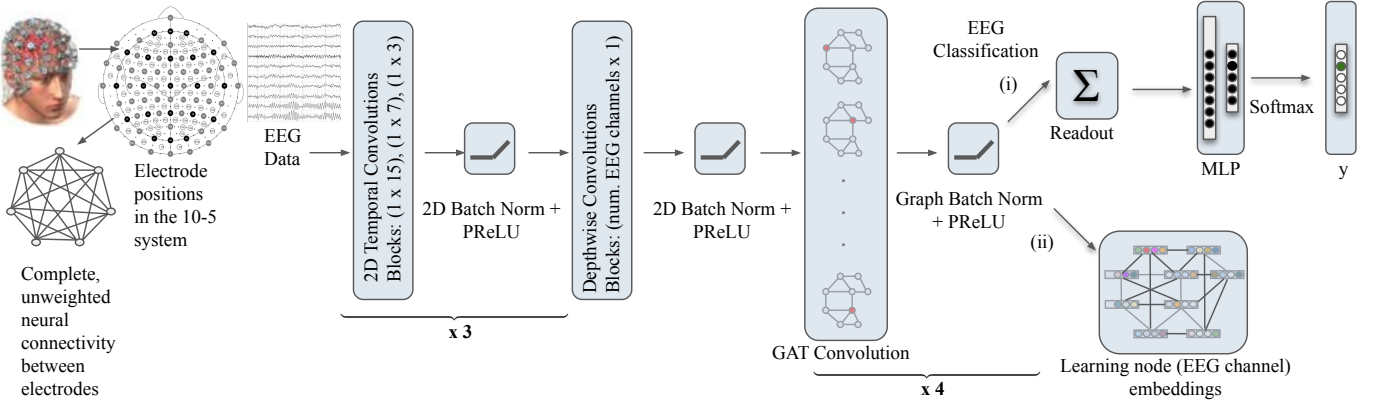 EEG
Data
Electrode
positions
in the 10-5
system
Complete,
unweighted
neural
connectivity
between
electrodes
2D Temporal Convolutions
Blocks: (1 x 15), (1 x 7), (1 x 3)
2D Batch Norm +
PReLU
x 3
Depthwise Convolutions
Blocks: (num. EEG channels x 1)
2D Batch Norm +
PReLU
GAT Convolution
Graph Batch Norm
+ PReLU
x 4
EEG
Classification
(i)
Σ
Readout
MLP
Softmax
y
(ii)
Learning node (EEG channel)
embeddings